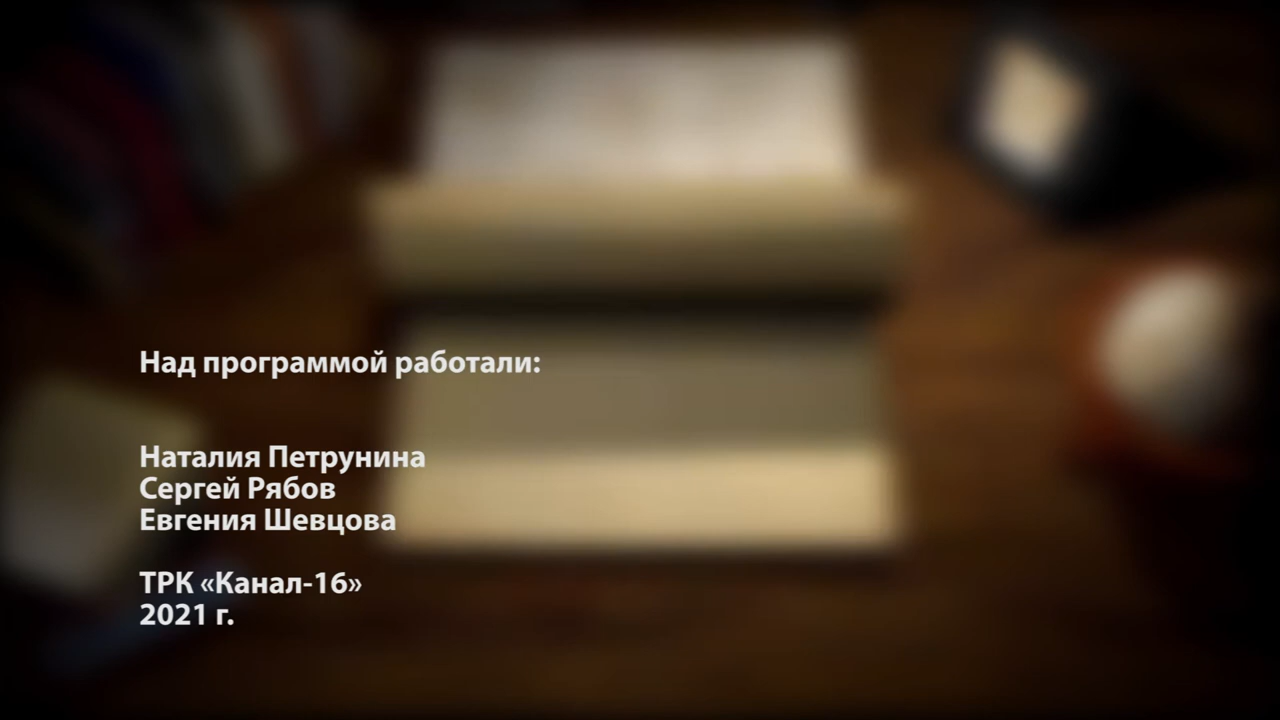 Над программой работали:
Наталия Петрунина
Сергей Рябов
Евгения Шевцова
ТРК «Канал-16»
2021 г.